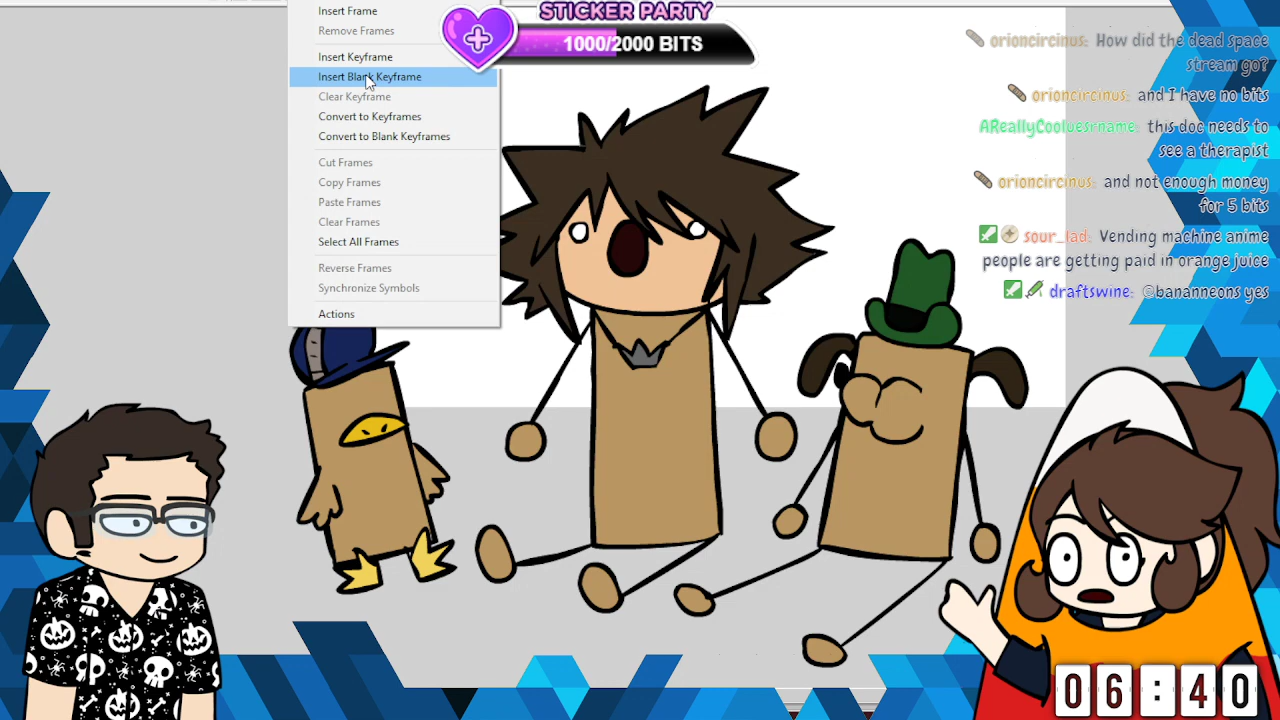 Insert Frame
Remove Frames
Insert Keyframe
Insert Blank Keyframe
Clear Keyframe
Convert to Keyframes
Convert to Blank Keyframes
Cut Frames
Copy Frames
Paste Frames
Clear Frames
Select All Frames
Reverse Frames
Synchronize Symbols
Actions
STICKER PARTY
1000/2000 BITS
orioncircinus: How did the dead space
stream go?
orioncircinus: and I have no bits
AReallyCooluesrname: this doc needs to
see a therapist
orioncircinus: and not enough money
for 5 bits
sour_lad: Vending machine anime
people are getting paid in orange juice
draftswine: @bananneons yes
06:40